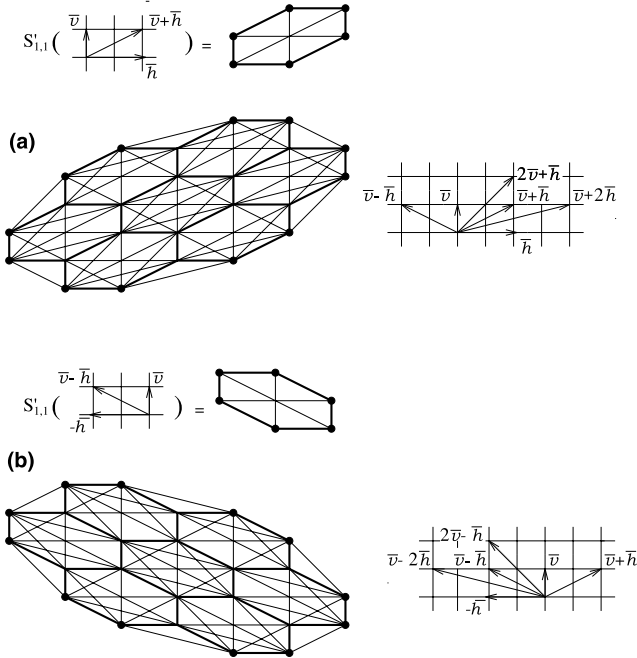 v̅ v̅+h̅
S'1,1( ) =
h̅
(a)
2v̅+h̅
v̅-h̅ v̅ v̅+h̅ v̅+2h̅
h̅
v̅-h̅ v̅
S'1,1( ) =
-h̅
(b)
2v̅-h̅
v̅-2h̅ v̅-h̅ v̅ v̅+h̅
-h̅